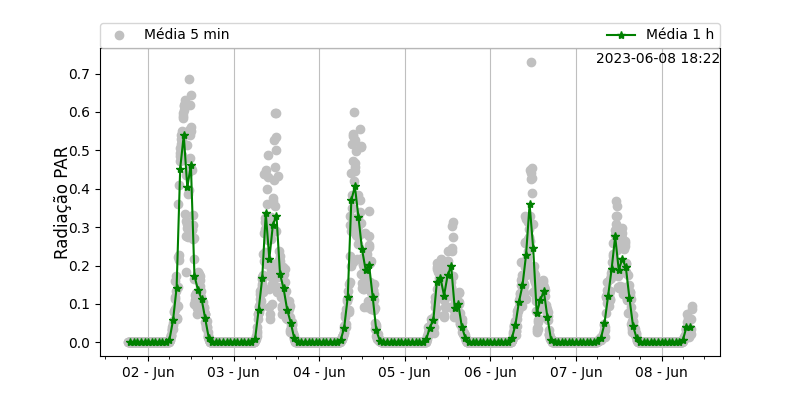 Média 5 min
Média 1 h
2023-06-08 18:22
0.7
0.6
0.5
0.4
0.3
0.2
0.1
0.0
Radiação PAR
02 - Jun
03 - Jun
04 - Jun
05 - Jun
06 - Jun
07 - Jun
08 - Jun